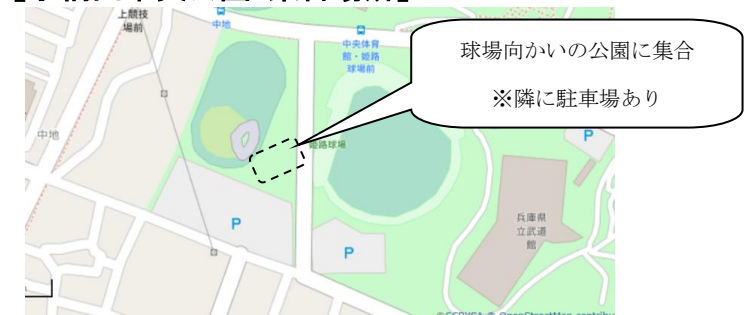 上競技
場前
中地
中央体育
館・姫路
球場前
球場向かいの公園に集合
※隣に駐車場あり
中地
姫路球場
P
兵庫県
立武道
館
P
P